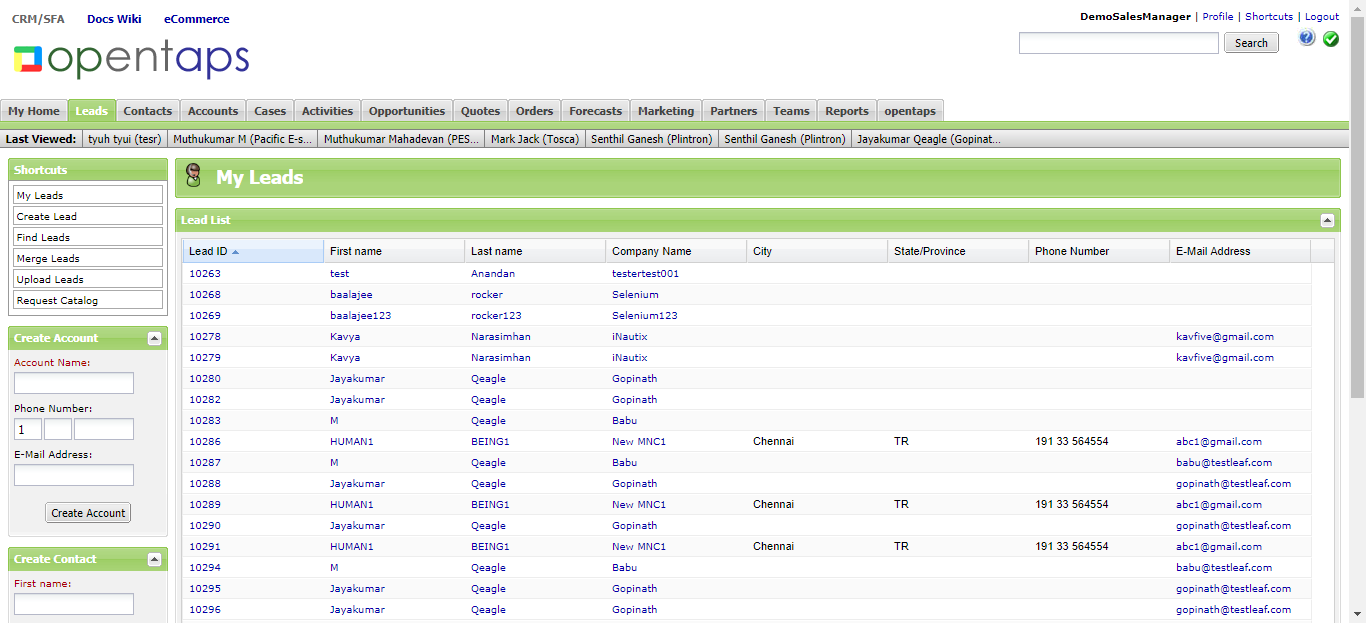 CRM/SFA Docs Wiki eCommerce
DemoSalesManager | Profile | Shortcuts | Logout
opentaps
Search
My Home Leads Contacts Accounts Cases Activities Opportunities Quotes Orders Forecasts Marketing Partners Teams Reports opentaps
Last Viewed: tyuh tyui (tesr) Muthukumar M (Pacific E-s... Muthukumar Mahadevan (PES... Mark Jack (Tosca) Senthil Ganesh (Plintron) Senthil Ganesh (Plintron) Jayakumar Qeagle (Gopinat...
Shortcuts
My Leads
Create Lead
Find Leads
Merge Leads
Upload Leads
Request Catalog
Create Account
Account Name:
Phone Number:
1
E-Mail Address:
Create Account
Create Contact
First name:
My Leads
Lead List
Lead ID First name Last name Company Name City State/Province Phone Number E-Mail Address
10263 test Anandan testertest001
10268 baalajee rocker Selenium
10269 baalajee123 rocker123 Selenium123
10278 Kavya Narasimhan iNautix kavfive@gmail.com
10279 Kavya Narasimhan iNautix kavfive@gmail.com
10280 Jayakumar Qeagle Gopinath
10282 Jayakumar Qeagle Gopinath
10283 M Qeagle Babu
10286 HUMAN1 BEING1 New MNC1 Chennai TR 191 33 564554 abc1@gmail.com
10287 M Qeagle Babu babu@testleaf.com
10288 Jayakumar Qeagle Gopinath gopinath@testleaf.com
10289 HUMAN1 BEING1 New MNC1 Chennai TR 191 33 564554 abc1@gmail.com
10290 Jayakumar Qeagle Gopinath gopinath@testleaf.com
10291 HUMAN1 BEING1 New MNC1 Chennai TR 191 33 564554 abc1@gmail.com
10294 M Qeagle Babu babu@testleaf.com
10295 Jayakumar Qeagle Gopinath gopinath@testleaf.com
10296 Jayakumar Qeagle Gopinath gopinath@testleaf.com